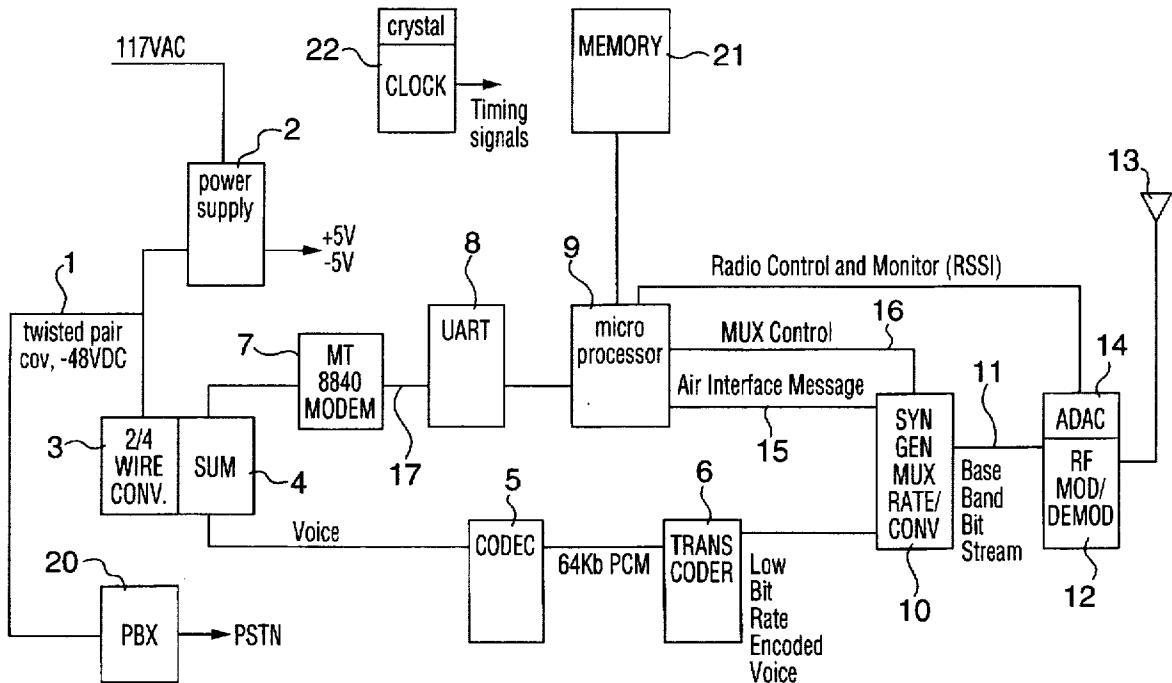 117VAC
crystal
22
CLOCK
Timing
signals
MEMORY
21
2
power
supply
+5V
-5V
13
1
twisted pair
cov, -48VDC
8
UART
9
micro
processor
Radio Control and Monitor (RSSI)
16
MUX Control
Air Interface Message
15
7
MT
8840
MODEM
17
14
ADAC
RF
MOD/
DEMOD
12
11
Base
Band
Bit
Stream
SYN
GEN
MUX
RATE/
CONV
10
3
2/4
WIRE
CONV.
SUM
4
Voice
5
CODEC
64Kb PCM
6
TRANS
CODER
Low
Bit
Rate
Encoded
Voice
20
PBX
PSTN